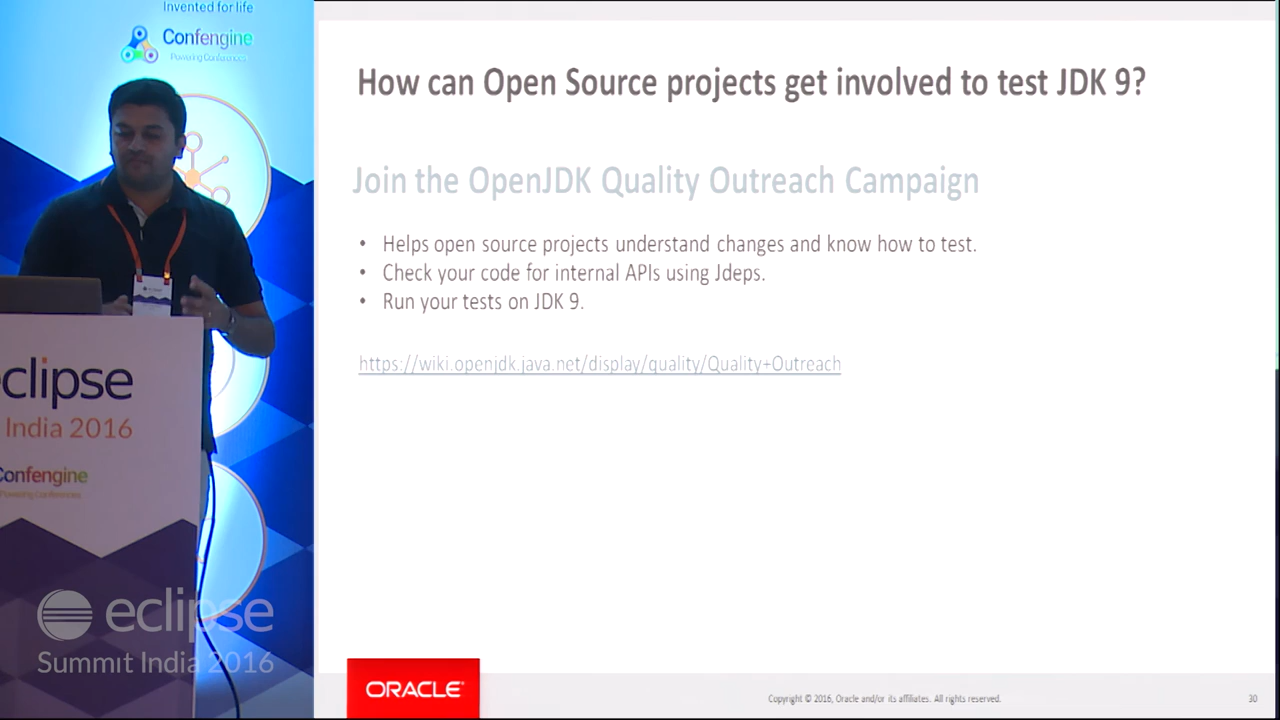 Invented for life
Confengine
Powering Conferences
eclipse
India 2016
Confengine
Powering Conferences
eclipse
Summit India 2016
How can Open Source projects get involved to test JDK 9?
Join the OpenJDK Quality Outreach Campaign
• Helps open source projects understand changes and know how to test.
• Check your code for internal APIs using Jdeps.
• Run your tests on JDK 9.
https://wiki.openjdk.java.net/display/quality/Quality+Outreach
ORACLE
Copyright © 2016, Oracle and/or its affiliates. All rights reserved.
30